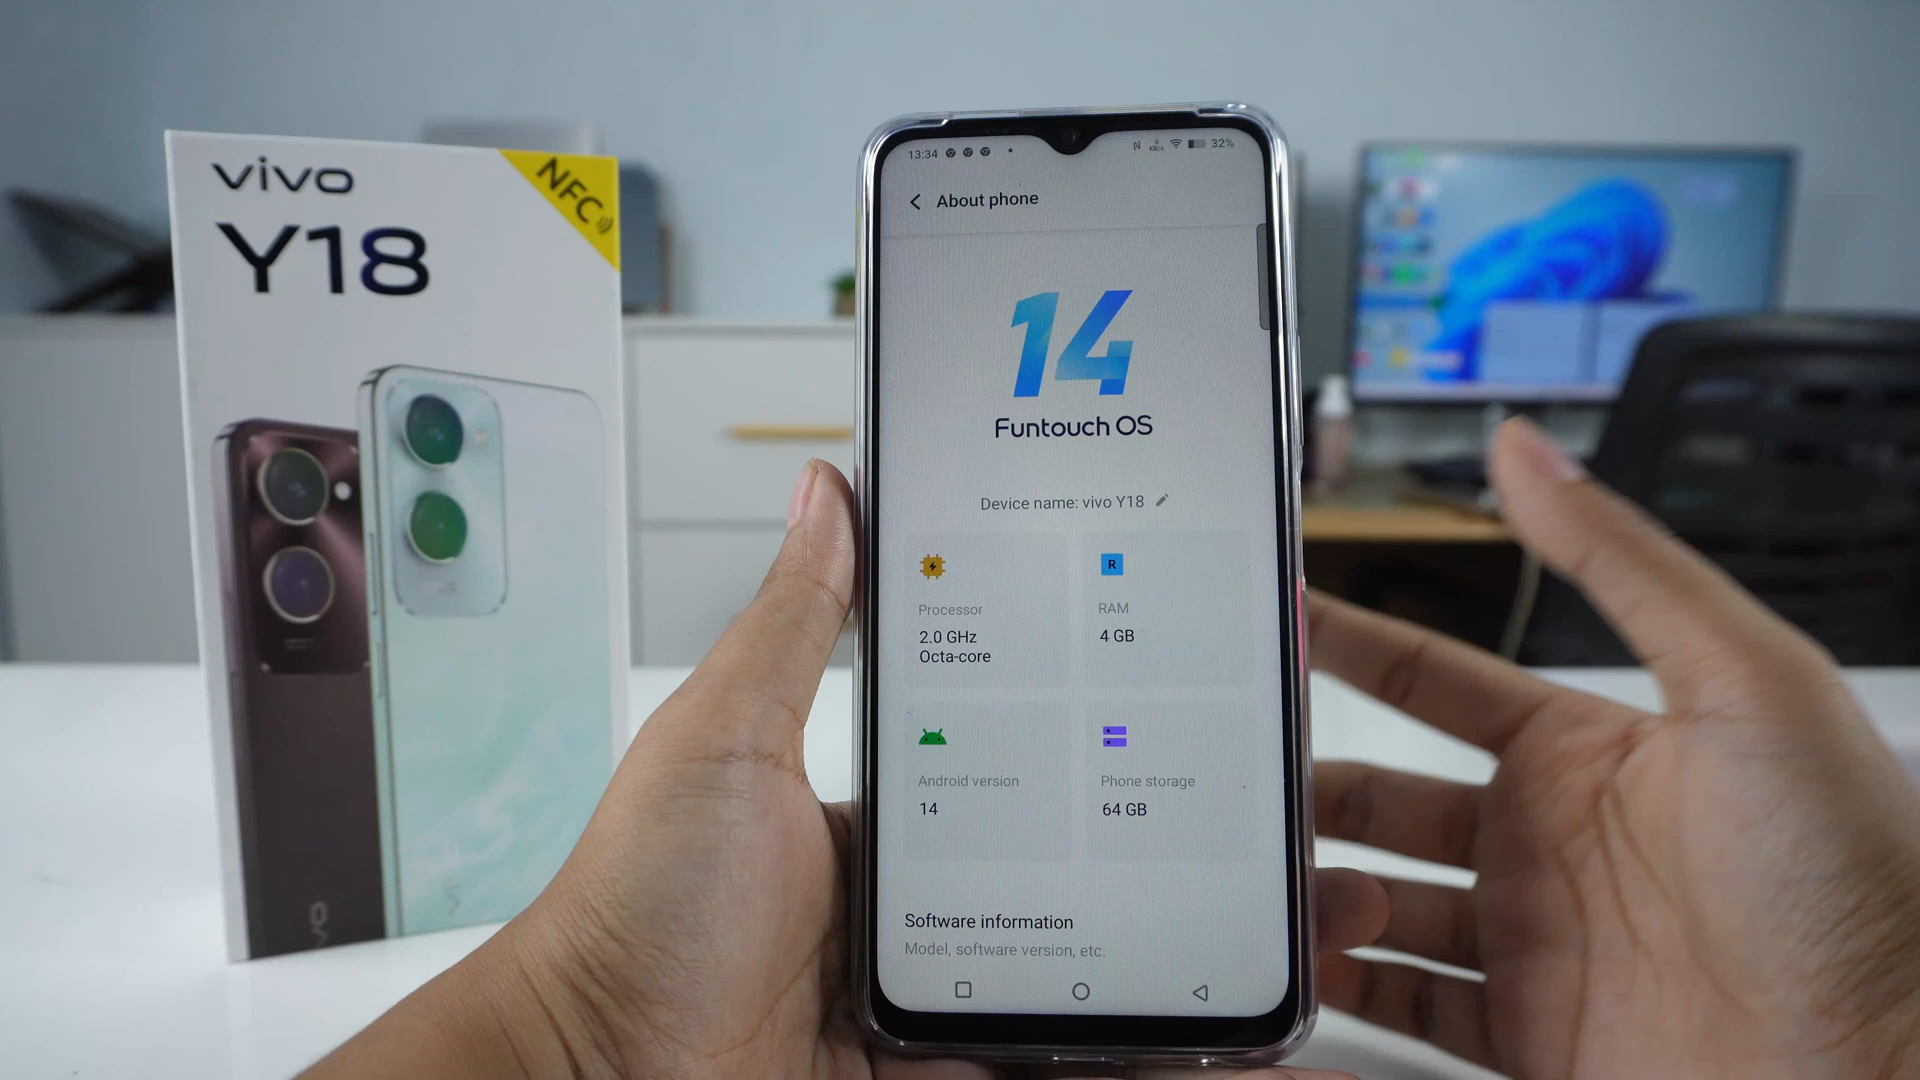 vivo
NFC
Y18
13:34
KB/s
32%
About phone
14
Funtouch OS
Device name: vivo Y18
R
Processor
2.0 GHz
Octa-core
RAM
4 GB
Android version
14
Phone storage
64 GB
Software information
Model, software version, etc.